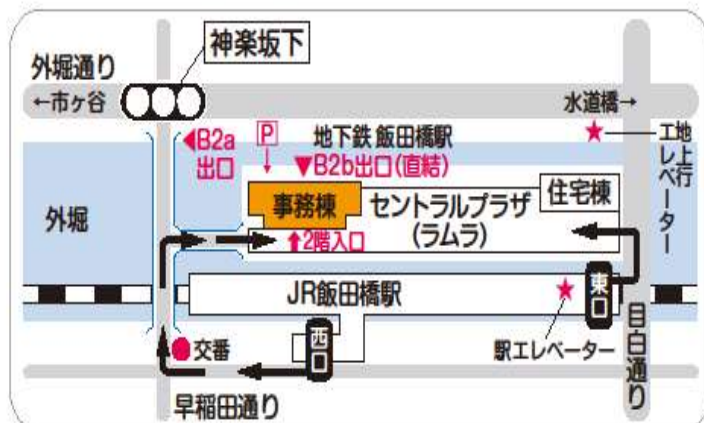 神楽坂下
外堀通り
←市ヶ谷
水道橋→
◀B2a
出口
P
地下鉄 飯田橋駅
▼B2b出口(直結)
★
地上行
エレベーター
外堀
事務棟
セントラルプラザ
(ラムラ)
住宅棟
⬆2階入口
JR飯田橋駅
★
東口
駅エレベーター
目白通り
交番
西口
早稲田通り